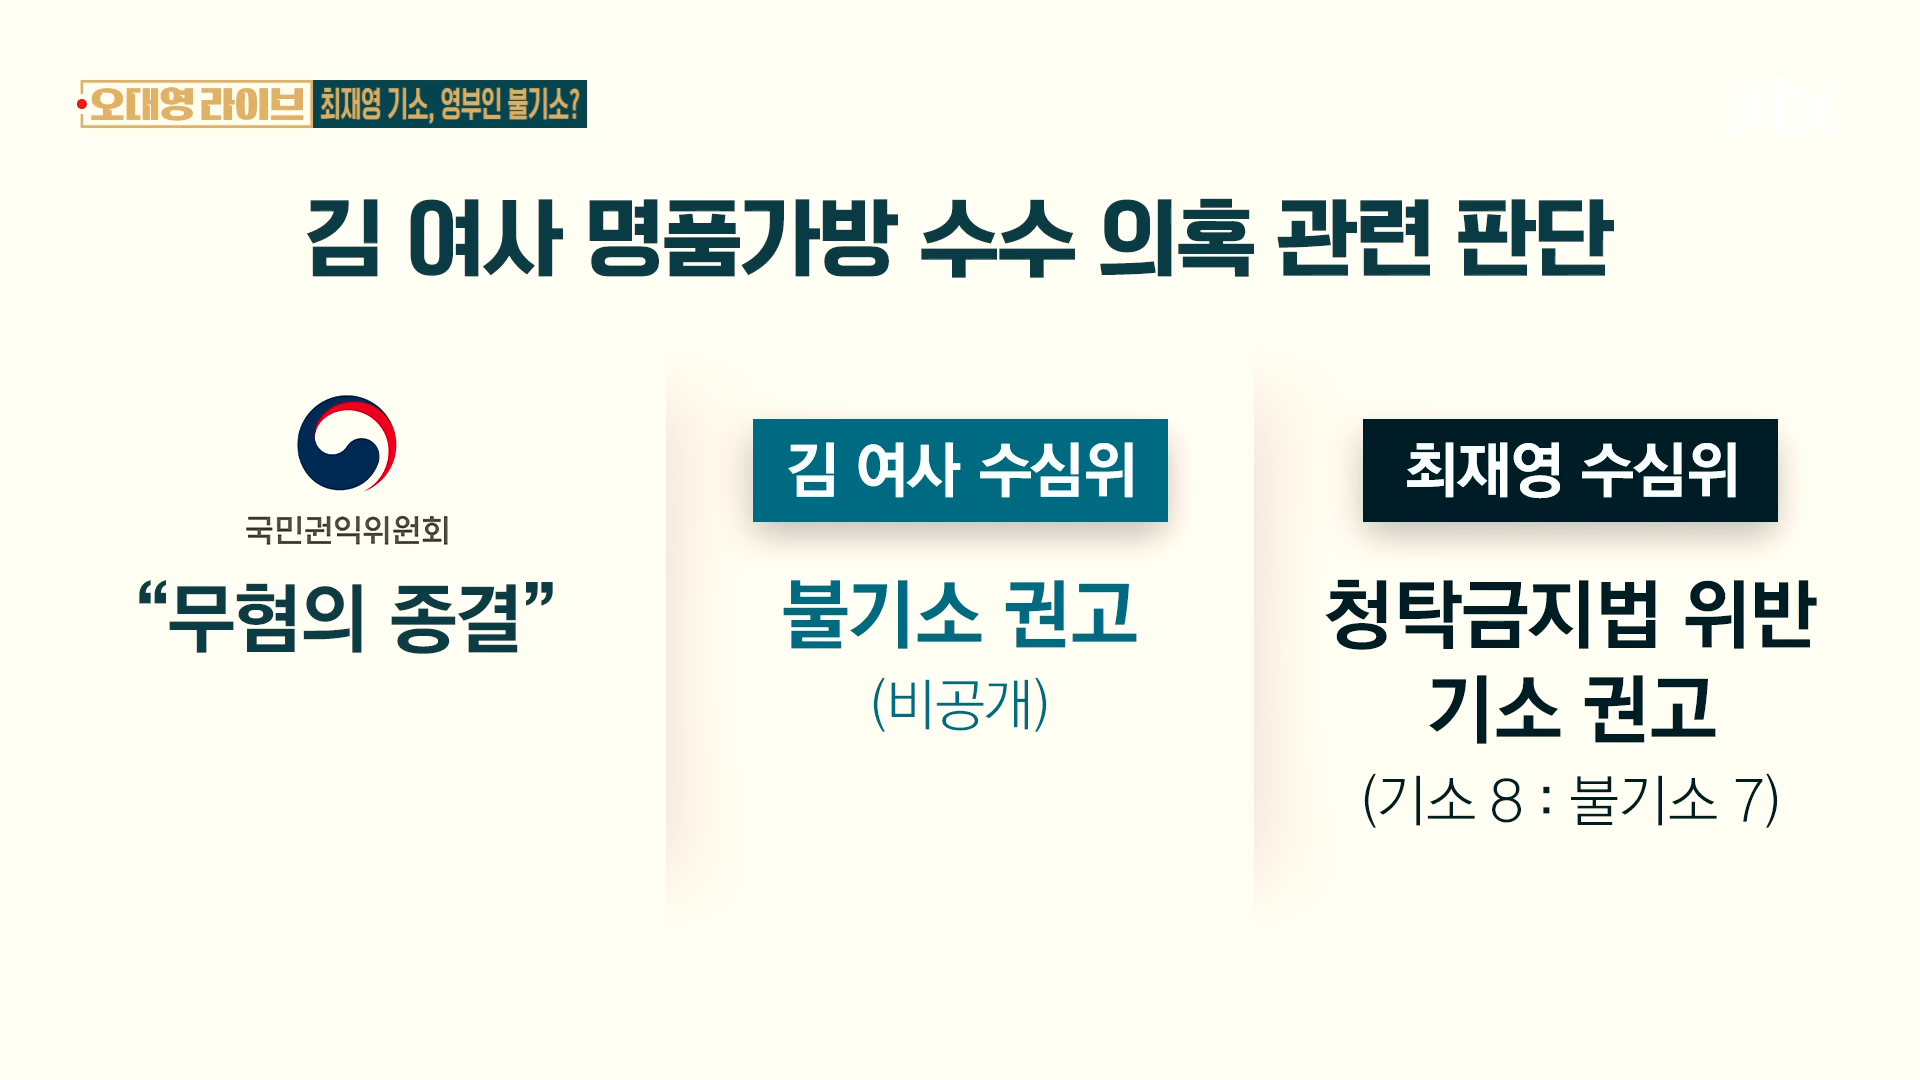 오대영 라이브
최재영 기소, 영부인 불기소?
jtbc
김 여사 명품가방 수수 의혹 관련 판단
국민권익위원회
“무혐의 종결”
김 여사 수심위
불기소 권고
(비공개)
최재영 수심위
청탁금지법 위반
기소 권고
(기소 8 : 불기소 7)